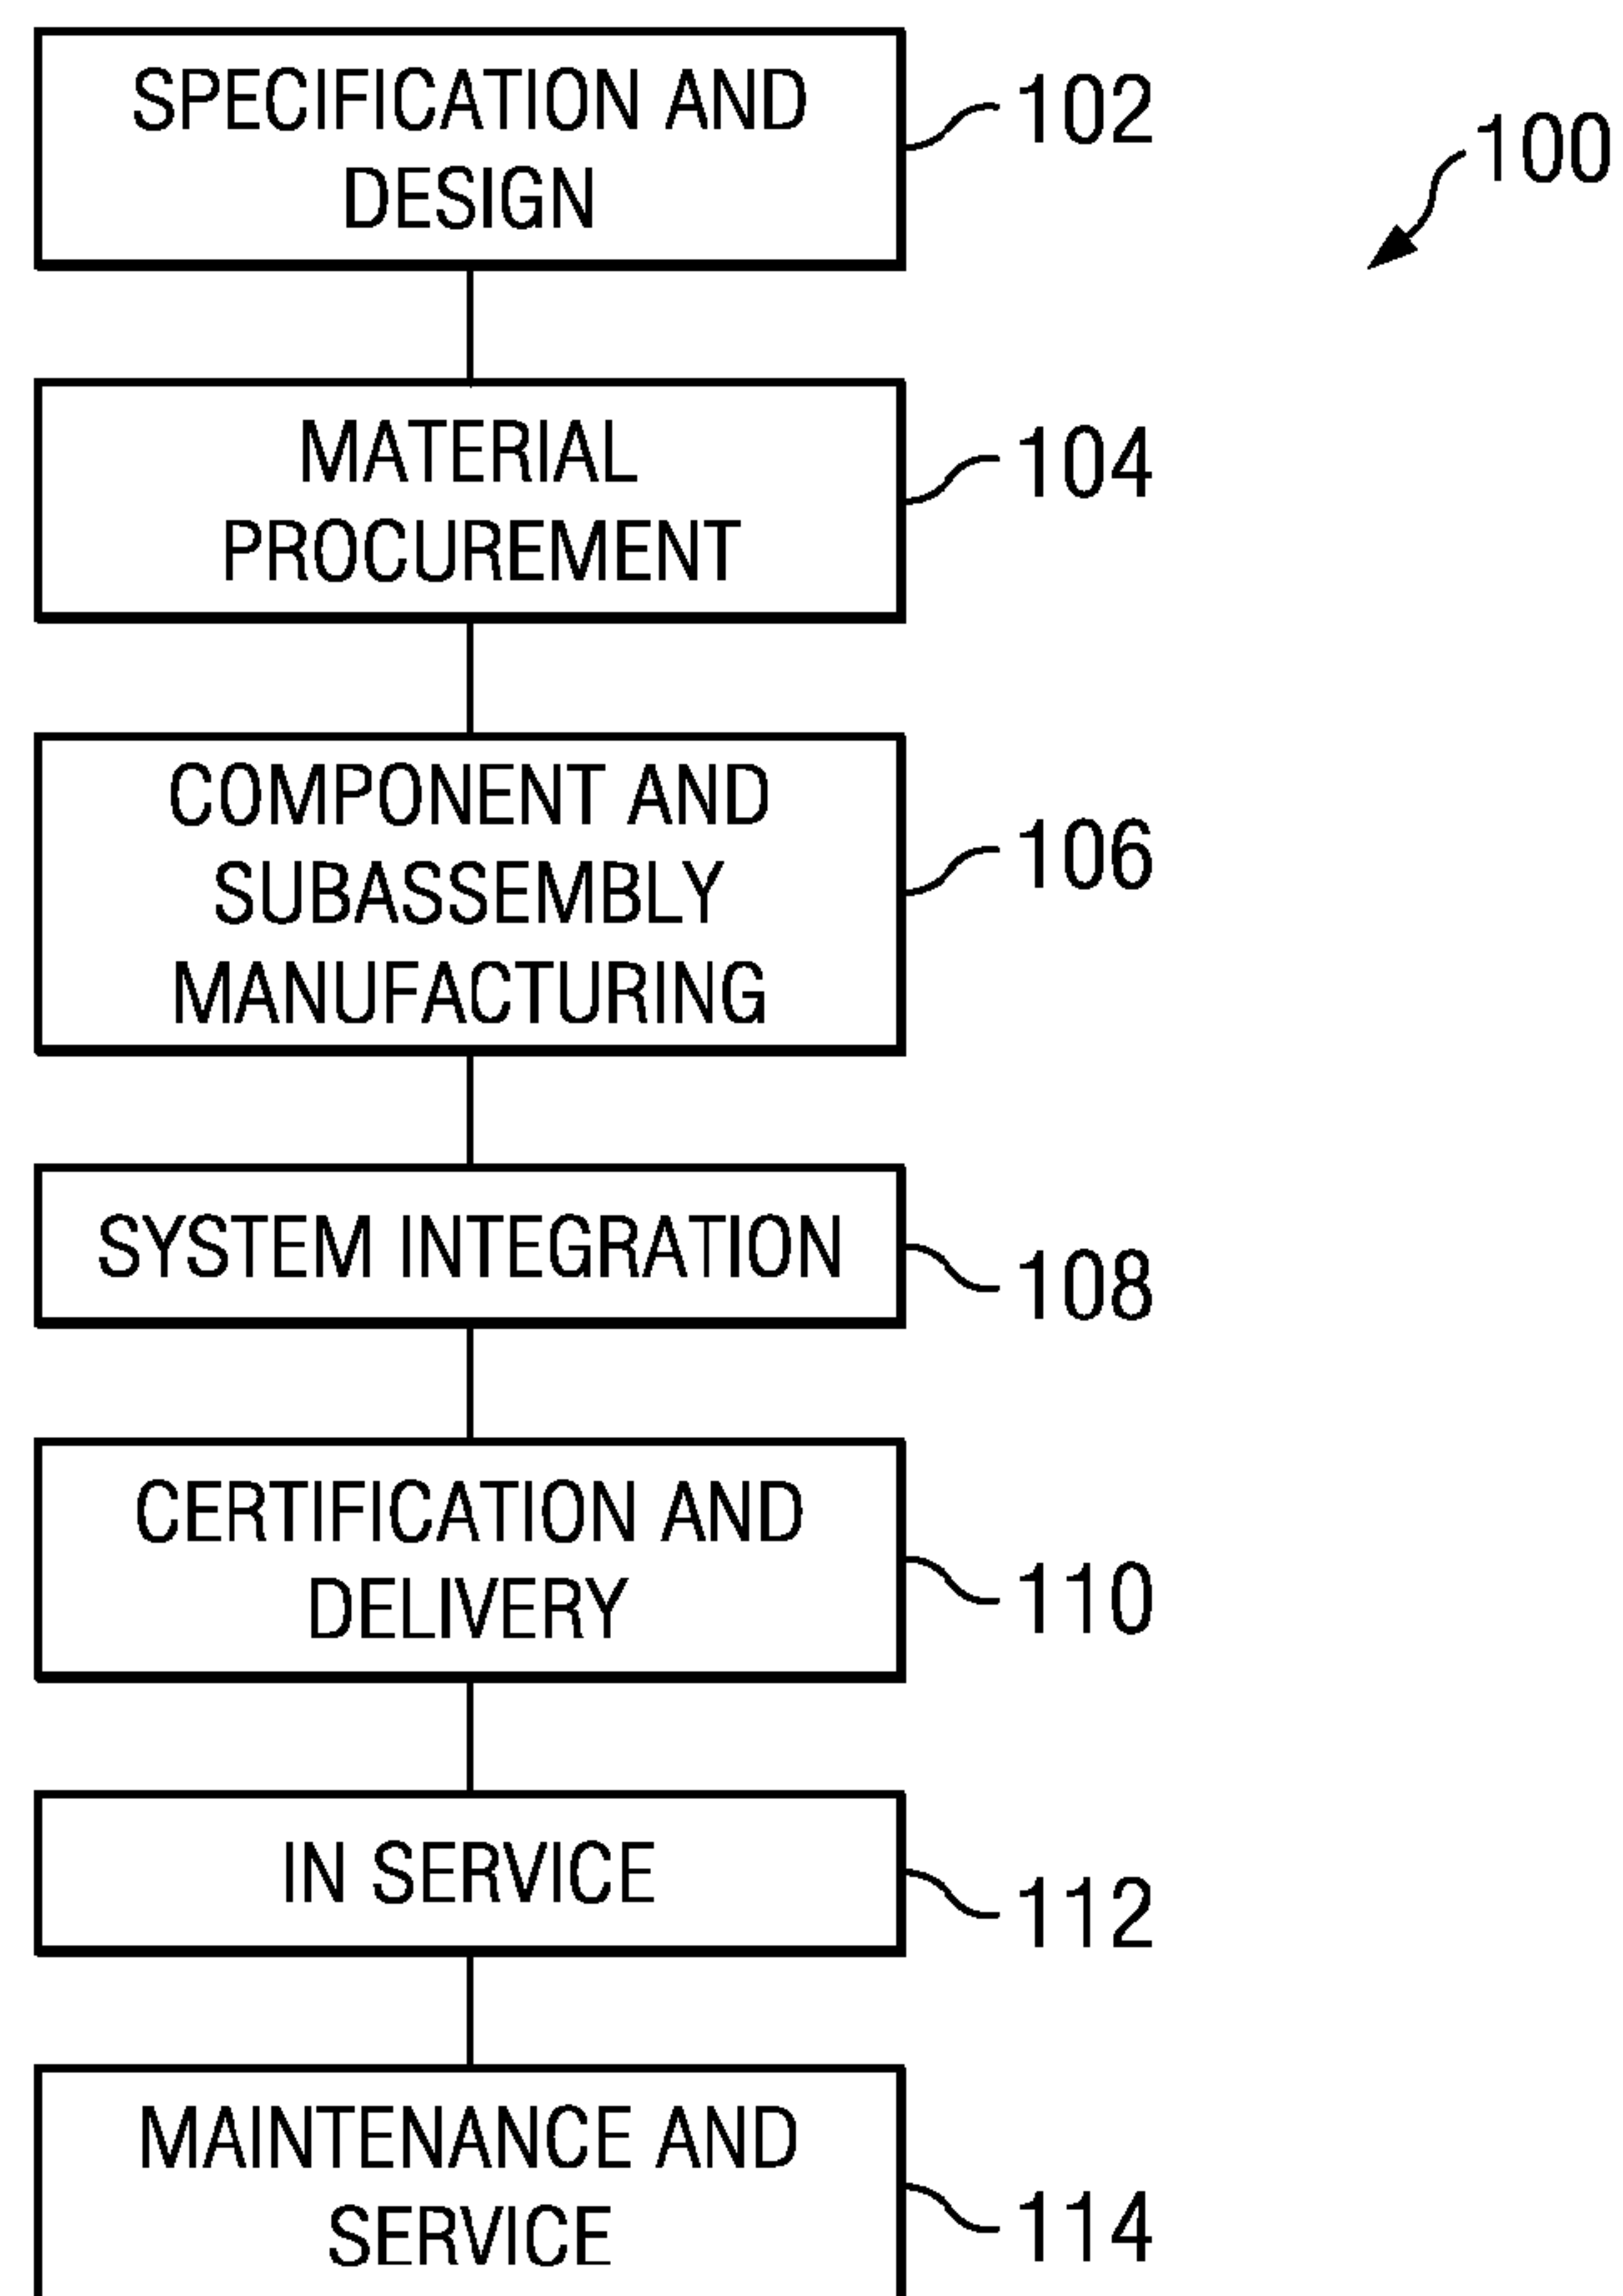 SPECIFICATION AND
DESIGN
102
100
MATERIAL
PROCUREMENT
104
COMPONENT AND
SUBASSEMBLY
MANUFACTURING
106
SYSTEM INTEGRATION
108
CERTIFICATION AND
DELIVERY
110
IN SERVICE
112
MAINTENANCE AND
SERVICE
114